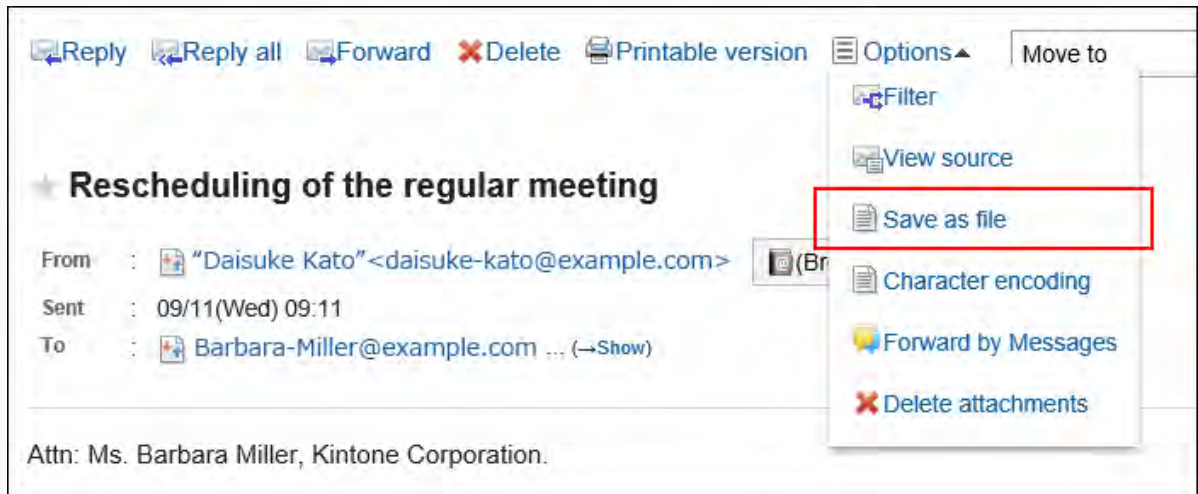 Reply Reply all Forward Delete Printable version Options▲ Move to
Filter
View source
Rescheduling of the regular meeting
Save as file
From : "Daisuke Kato"<daisuke-kato@example.com> (Br
Character encoding
Sent : 09/11(Wed) 09:11
To : Barbara-Miller@example.com ... (→Show)
Forward by Messages
Delete attachments
Attn: Ms. Barbara Miller, Kintone Corporation.